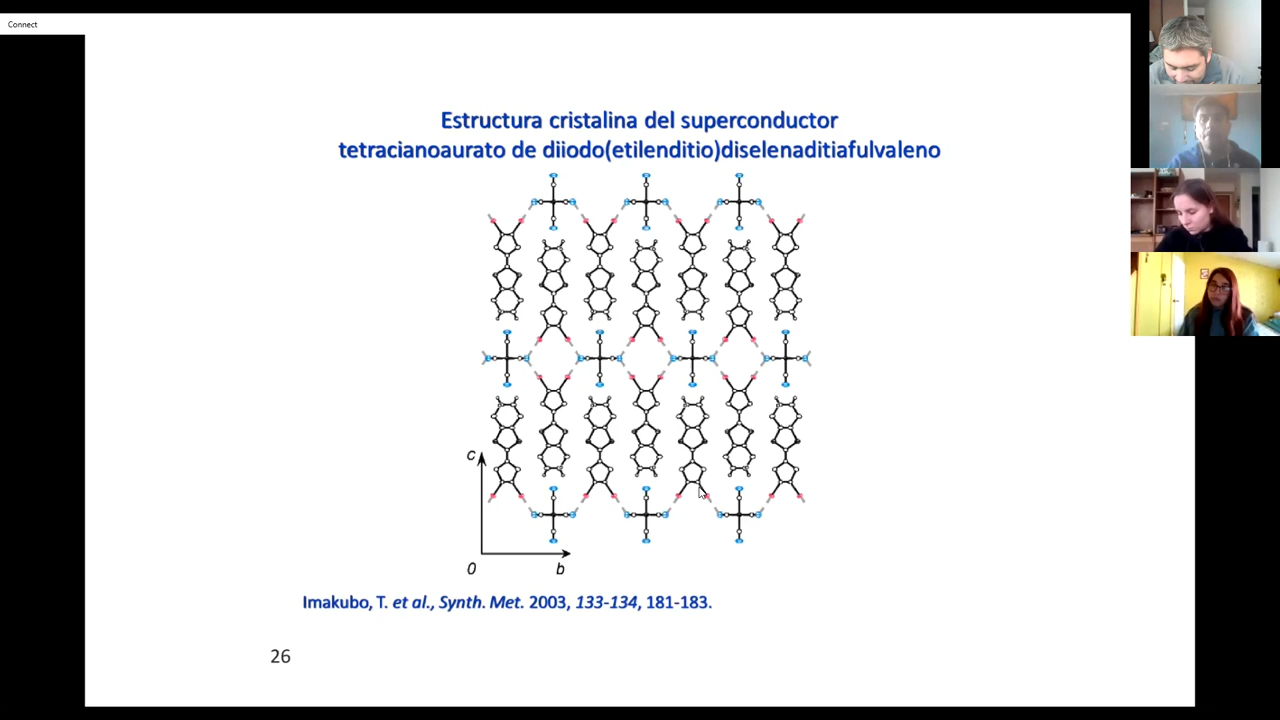 Connect
Estructura cristalina del superconductor
tetracianoaurato de diiodo(etilenditio)diselenaditiafulvaleno
c
0
b
Imakubo, T. et al., Synth. Met. 2003, 133-134, 181-183.
26